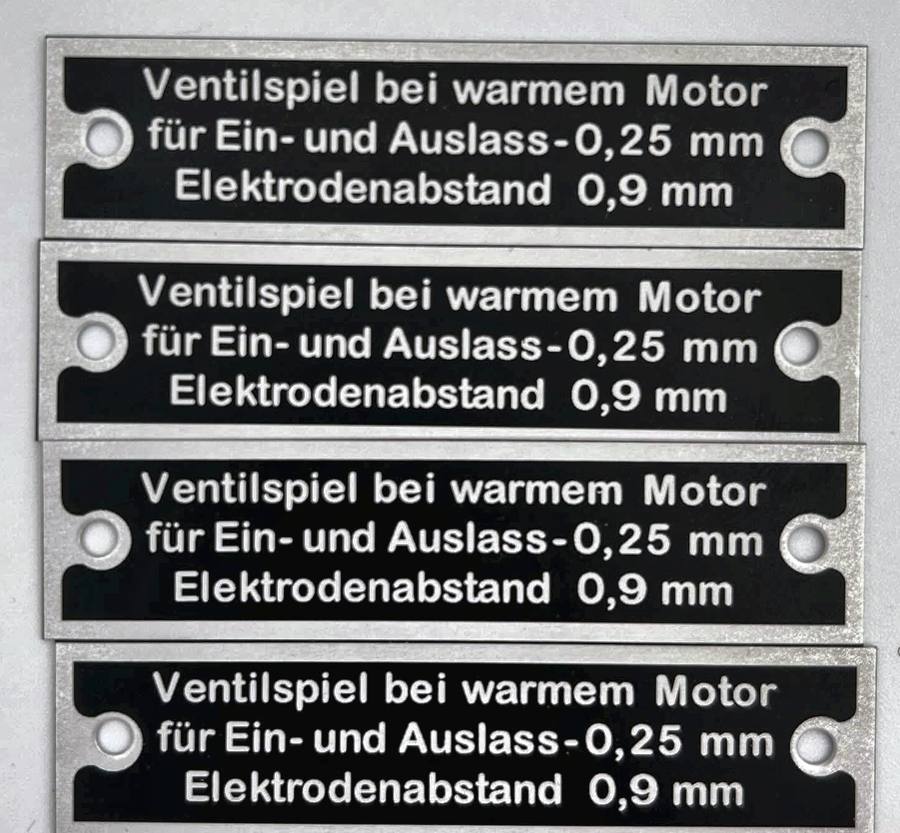 Ventilspiel bei warmem Motor
für Ein- und Auslass-0,25 mm
Elektrodenabstand 0,9 mm
Ventilspiel bei warmem Motor
für Ein- und Auslass-0,25 mm
Elektrodenabstand 0,9 mm
Ventilspiel bei warmem Motor
für Ein- und Auslass-0,25 mm
Elektrodenabstand 0,9 mm
Ventilspiel bei warmem Motor
für Ein- und Auslass-0,25 mm
Elektrodenabstand 0,9 mm